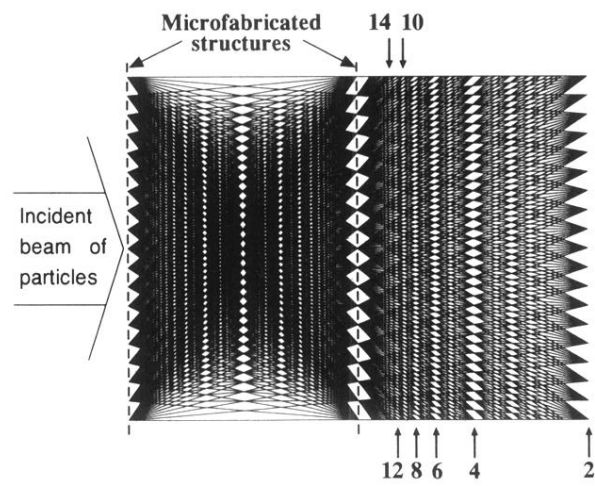 Microfabricated
structures
14 10
Incident
beam of
particles
12 8 6 4 2